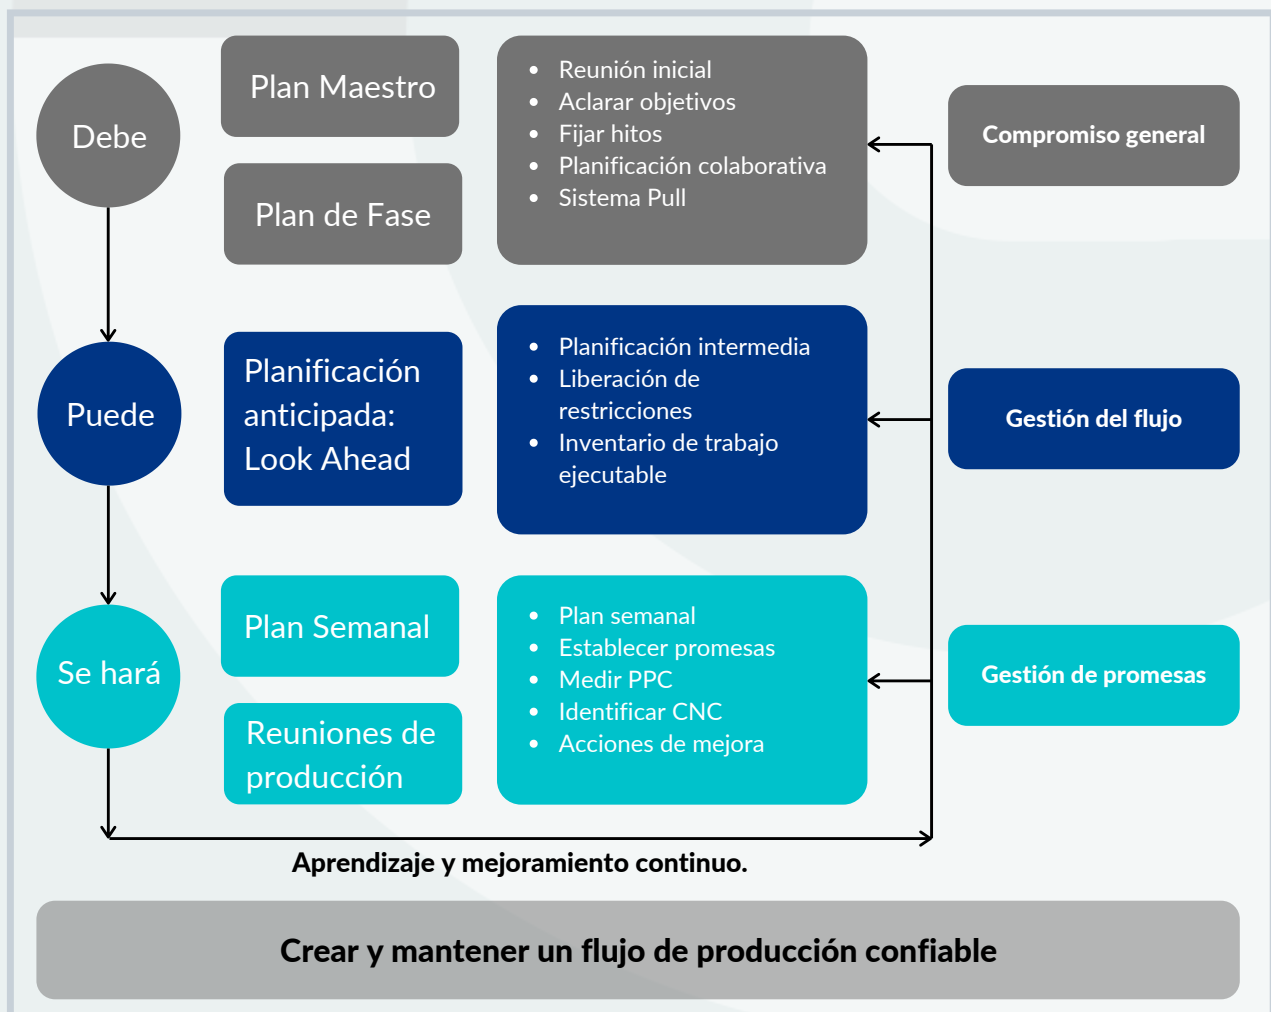 Debe
Plan Maestro
Plan de Fase
• Reunión inicial
• Aclarar objetivos
• Fijar hitos
• Planificación colaborativa
• Sistema Pull
Compromiso general
Puede
Planificación
anticipada:
Look Ahead
• Planificación intermedia
• Liberación de
restricciones
• Inventario de trabajo
ejecutable
Gestión del flujo
Se hará
Plan Semanal
Reuniones de
producción
• Plan semanal
• Establecer promesas
• Medir PPC
• Identificar CNC
• Acciones de mejora
Gestión de promesas
Aprendizaje y mejoramiento continuo.
Crear y mantener un flujo de producción confiable